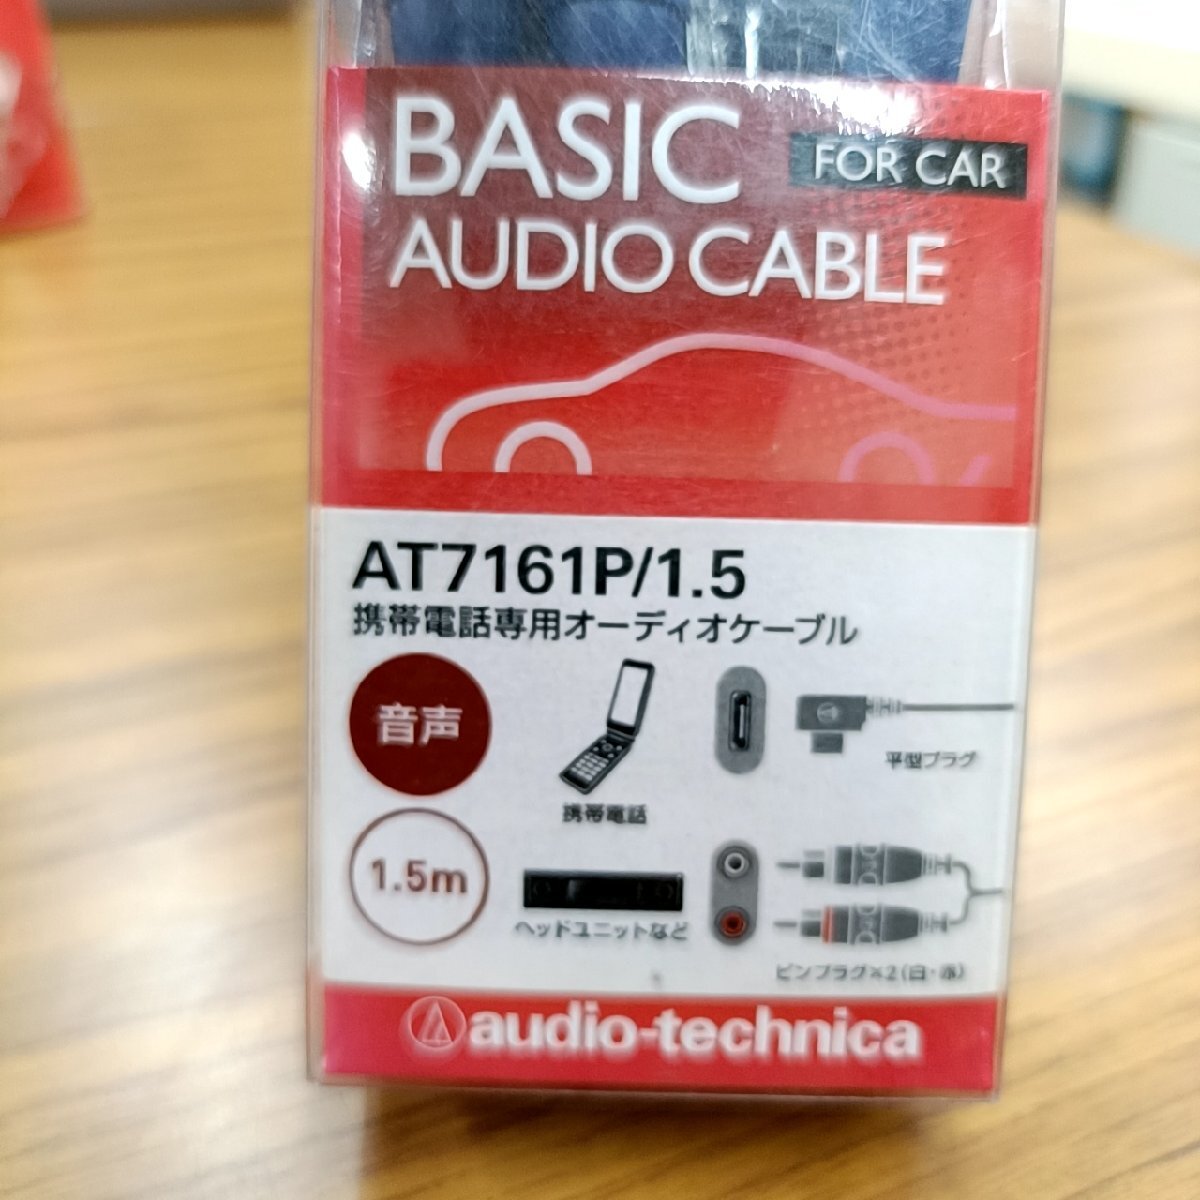 BASIC
FOR CAR
AUDIO CABLE
AT7161P/1.5
携帯電話専用オーディオケーブル
音声
平型プラグ
携帯電話
1.5m
ヘッドユニットなど
ピンプラグ×2(白・赤)
audio-technica